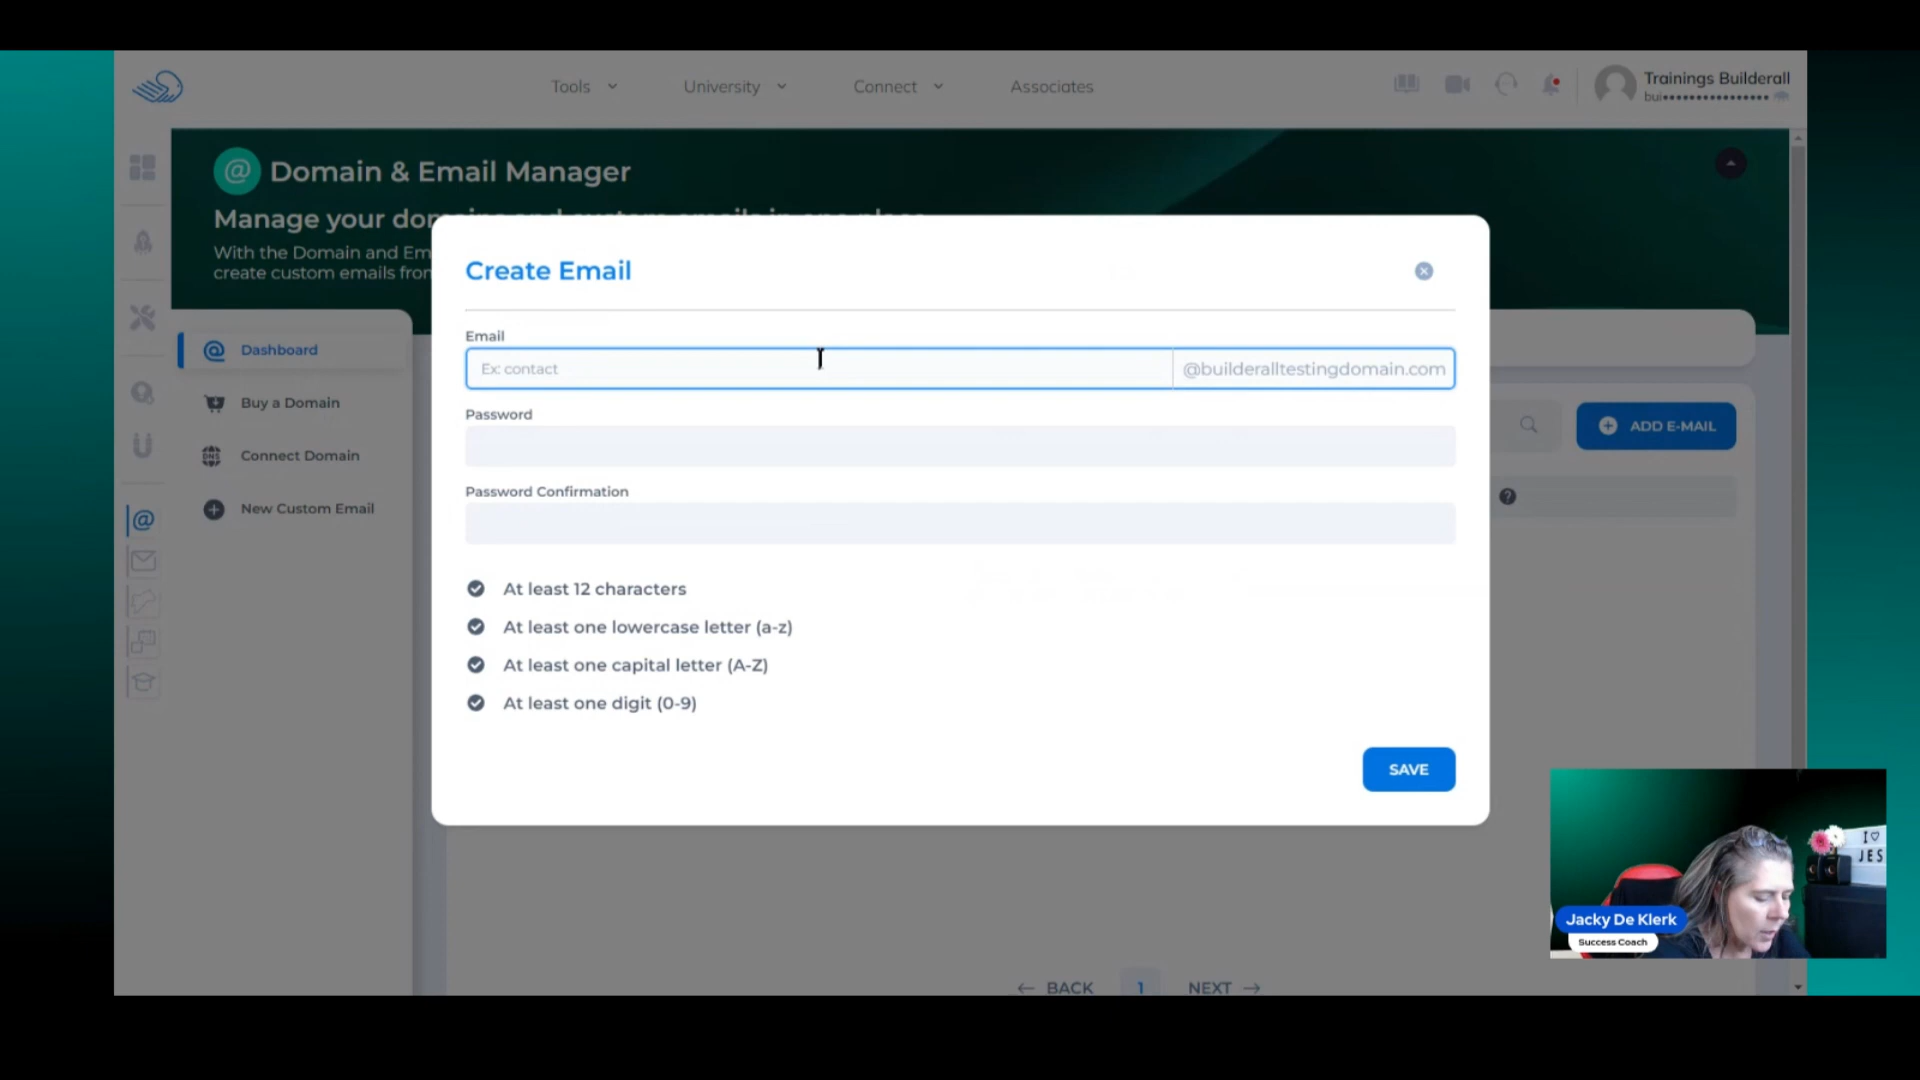 Tools
University
Connect
Associates
Trainings Builderall
bui••••••••••••••••
@ Domain & Email Manager
Manage your
With the Domain and Em
create custom emails from
Dashboard
Buy a Domain
Connect Domain
New Custom Email
Create Email
Email
Ex: contact
@builderalltestingdomain.com
Password
Password Confirmation
At least 12 characters
At least one lowercase letter (a-z)
At least one capital letter (A-Z)
At least one digit (0-9)
SAVE
ADD E-MAIL
← BACK
1
NEXT →
I ♡
JES
Jacky De Klerk
Success Coach